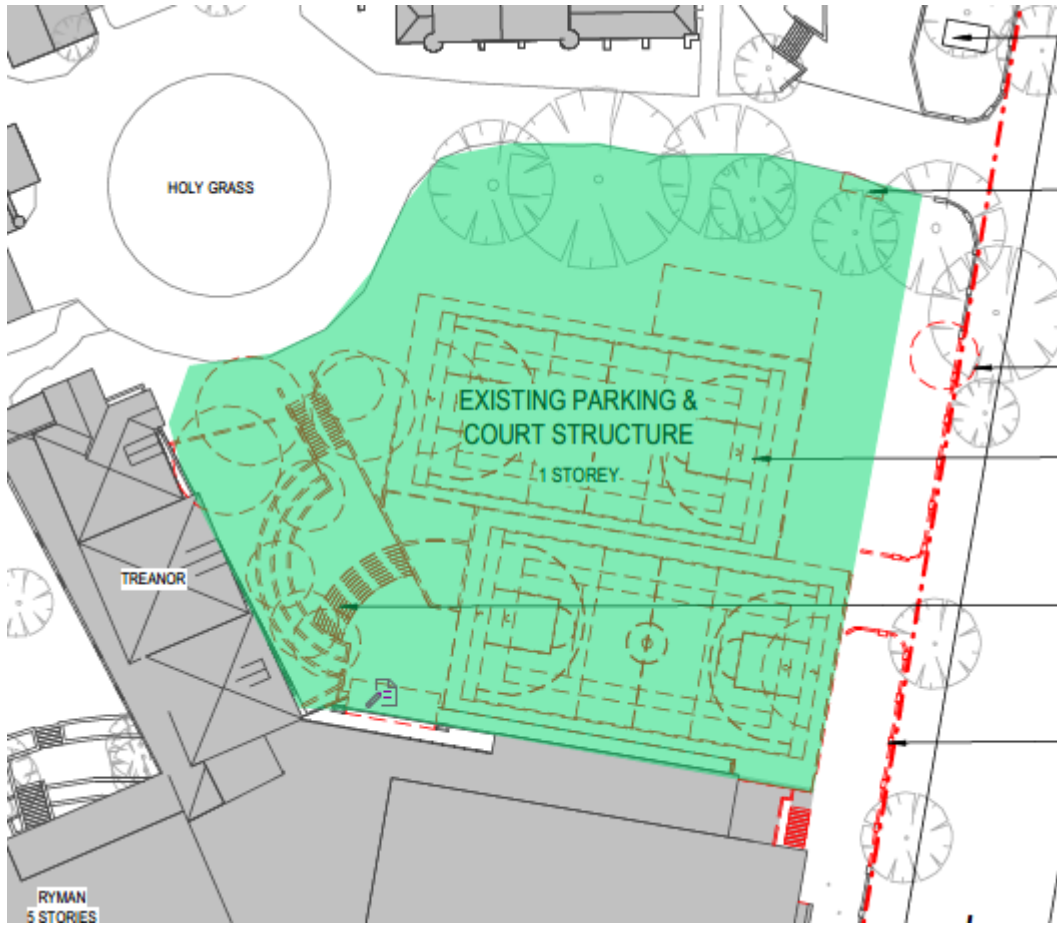 HOLY GRASS
EXISTING PARKING &
COURT STRUCTURE
1 STOREY
TREANOR
RYMAN
5 STORIES